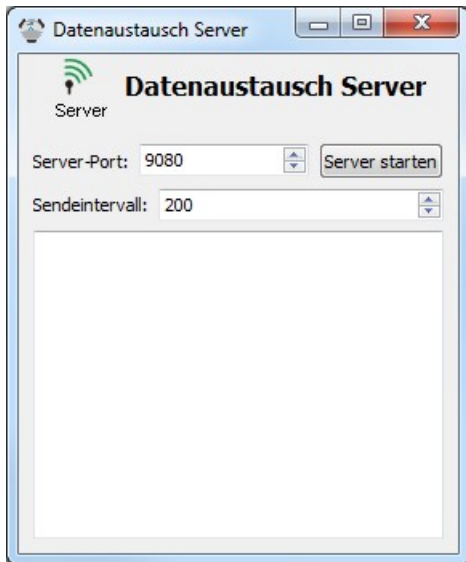 Datenaustausch Server
Datenaustausch Server
Server
Server-Port: 9080 Server starten
Sendeintervall: 200